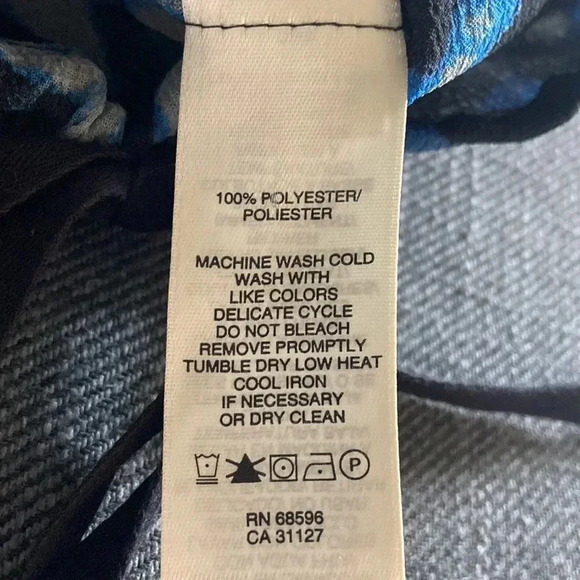 100% POLYESTER/
POLIESTER
MACHINE WASH COLD
WASH WITH
LIKE COLORS
DELICATE CYCLE
DO NOT BLEACH
REMOVE PROMPTLY
TUMBLE DRY LOW HEAT
COOL IRON
IF NECESSARY
OR DRY CLEAN
P
RN 68596
CA 31127